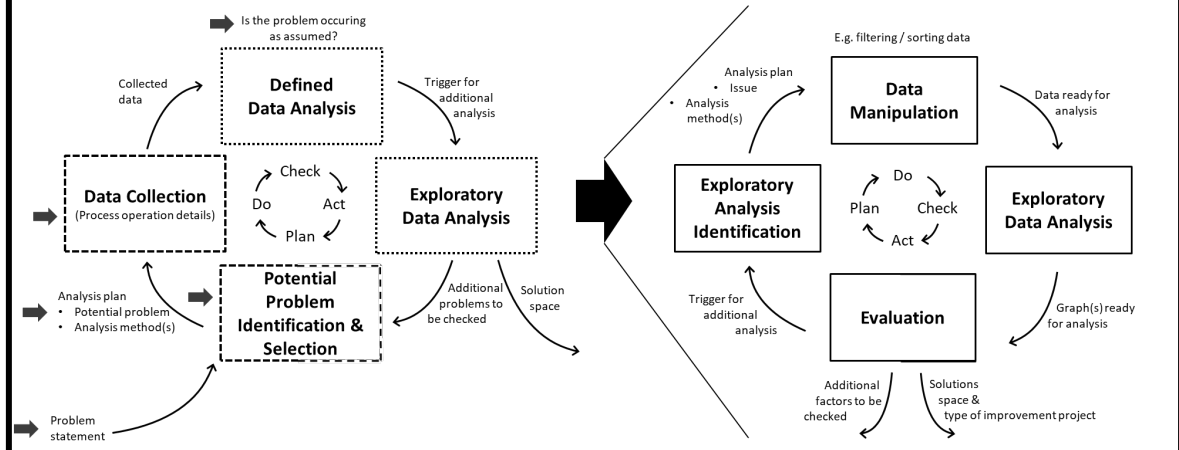 Is the problem occuring
as assumed?
Defined
Data Analysis
Collected
data
Trigger for
additional
analysis
Data Collection
(Process operation details)
Check
Do
Act
Plan
Exploratory
Data Analysis
Potential
Problem
Identification &
Selection
Analysis plan
• Potential problem
• Analysis method(s)
Additional
problems to
be checked
Solution
space
Problem
statement
E.g. filtering / sorting data
Data
Manipulation
Analysis plan
• Issue
• Analysis
method(s)
Data ready for
analysis
Exploratory
Analysis
Identification
Do
Plan
Check
Act
Exploratory
Data Analysis
Trigger for
additional
analysis
Evaluation
Graph(s) ready
for analysis
Additional
factors to be
checked
Solutions
space &
type of improvement project